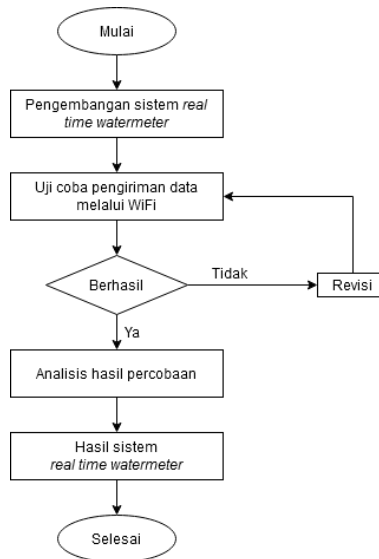 Mulai
Pengembangan sistem real
time watermeter
Uji coba pengiriman data
melalui WiFi
Berhasil
Tidak
Revisi
Ya
Analisis hasil percobaan
Hasil sistem
real time watermeter
Selesai